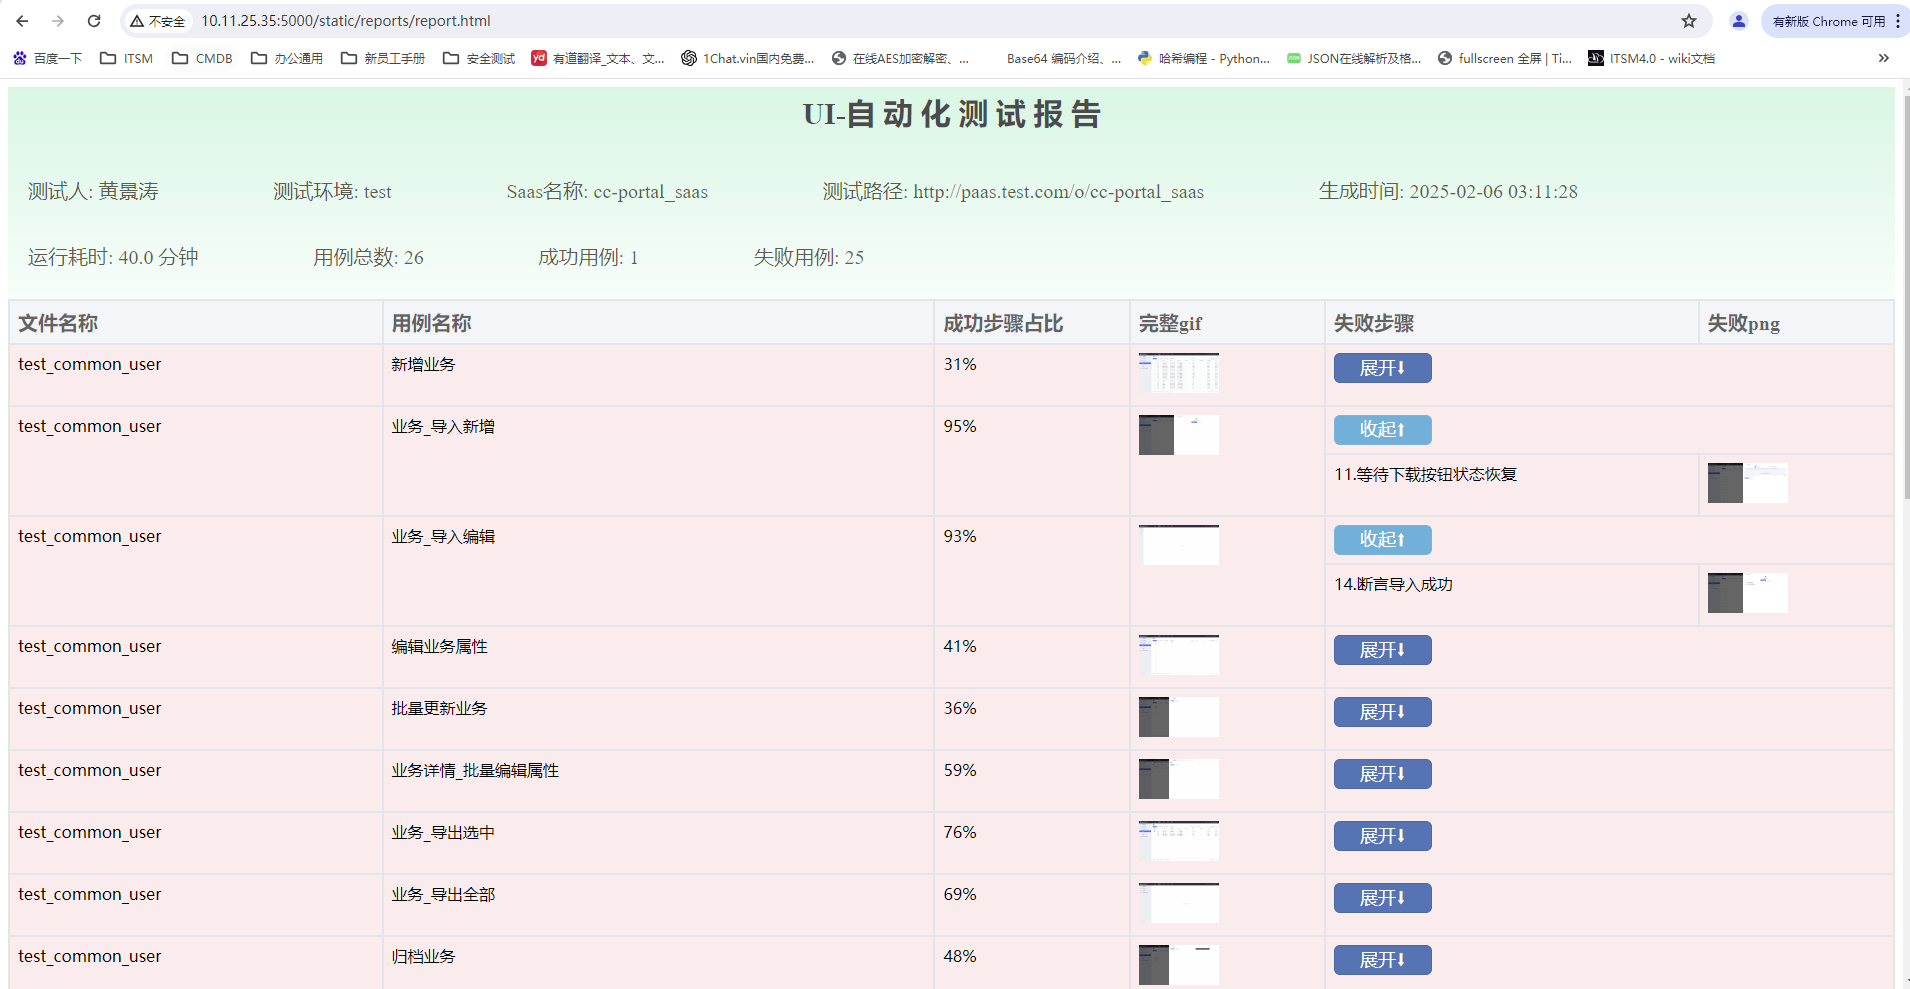 不安全 10.11.25.35:5000/static/reports/report.html 有新版 Chrome 可用
百度一下 ITSM CMDB 办公通用 新员工手册 安全测试 有道翻译_文本、文... 1Chat.vin国内免费... 在线AES加密解密、... Base64 编码介绍、... 哈希编程 - Python... JSON在线解析及格... fullscreen 全屏 | Ti... ITSM4.0 - wiki文档
UI-自动化测试报告
测试人: 黄景涛 测试环境: test Saas名称: cc-portal_saas 测试路径: http://paas.test.com/o/cc-portal_saas 生成时间: 2025-02-06 03:11:28
运行耗时: 40.0 分钟 用例总数: 26 成功用例: 1 失败用例: 25
文件名称 用例名称 成功步骤占比 完整gif 失败步骤 失败png
test_common_user 新增业务 31% 展开⬇
test_common_user 业务_导入新增 95% 收起⬆
11.等待下载按钮状态恢复
test_common_user 业务_导入编辑 93% 收起⬆
14.断言导入成功
test_common_user 编辑业务属性 41% 展开⬇
test_common_user 批量更新业务 36% 展开⬇
test_common_user 业务详情_批量编辑属性 59% 展开⬇
test_common_user 业务_导出选中 76% 展开⬇
test_common_user 业务_导出全部 69% 展开⬇
test_common_user 归档业务 48% 展开⬇